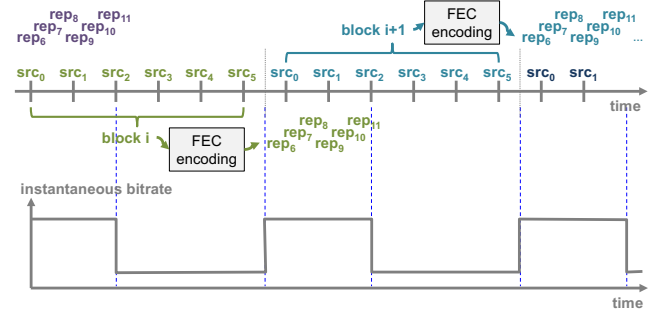 rep8 rep11
rep7 rep10
rep6 rep9
block i+1
FEC
encoding
rep8 rep11
rep7 rep10
rep6 rep9 ...
src0 src1 src2 src3 src4 src5 src0 src1 src2 src3 src4 src5 src0 src1
time
block i
FEC
encoding
rep8 rep11
rep7 rep10
rep6 rep9
instantaneous bitrate
time